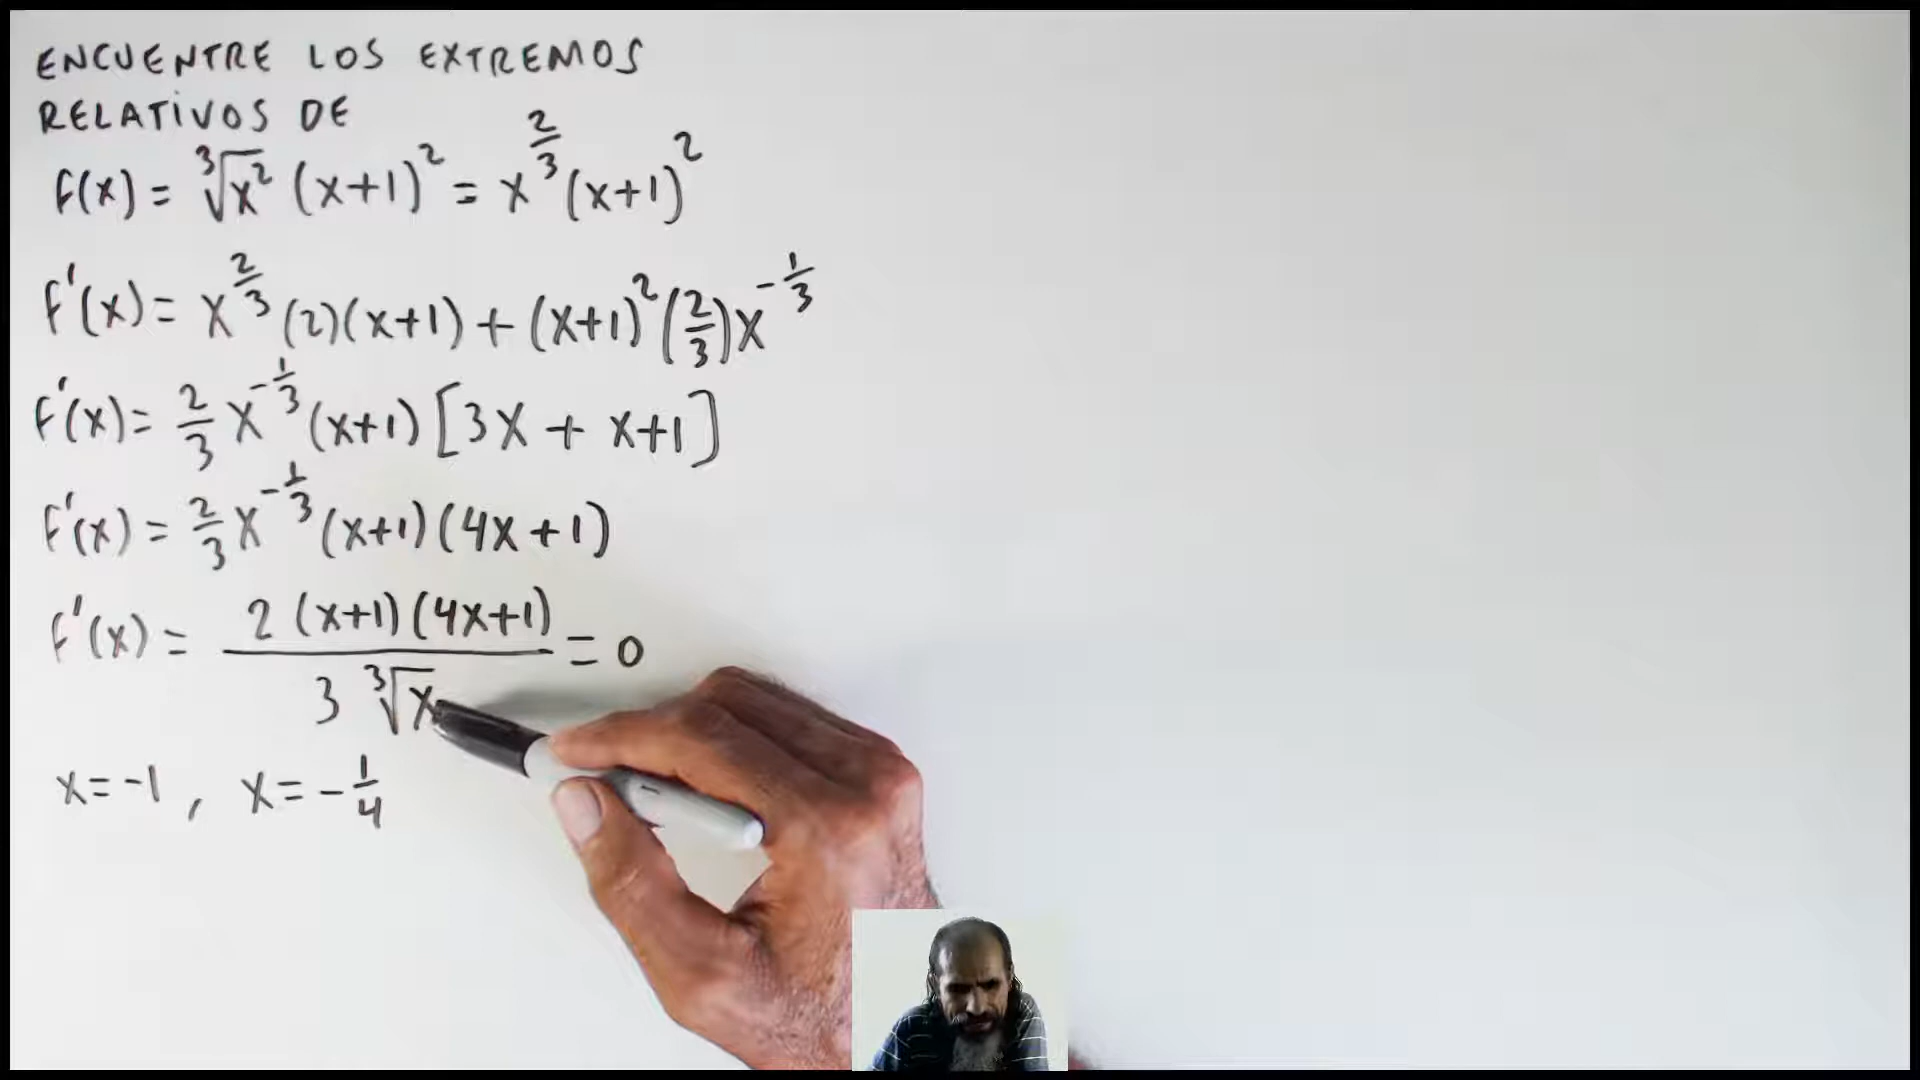 ENCUENTRE LOS EXTREMOS
RELATIVOS DE
f(x) = ∛x² (x+1)² = x^(2/3) (x+1)²
f'(x) = x^(2/3) (2)(x+1) + (x+1)² (2/3) x^(-1/3)
f'(x) = 2/3 x^(-1/3) (x+1) [3x + x+1]
f'(x) = 2/3 x^(-1/3) (x+1)(4x+1)
f'(x) = 2(x+1)(4x+1) / 3∛x = 0
x = -1 , x = -1/4